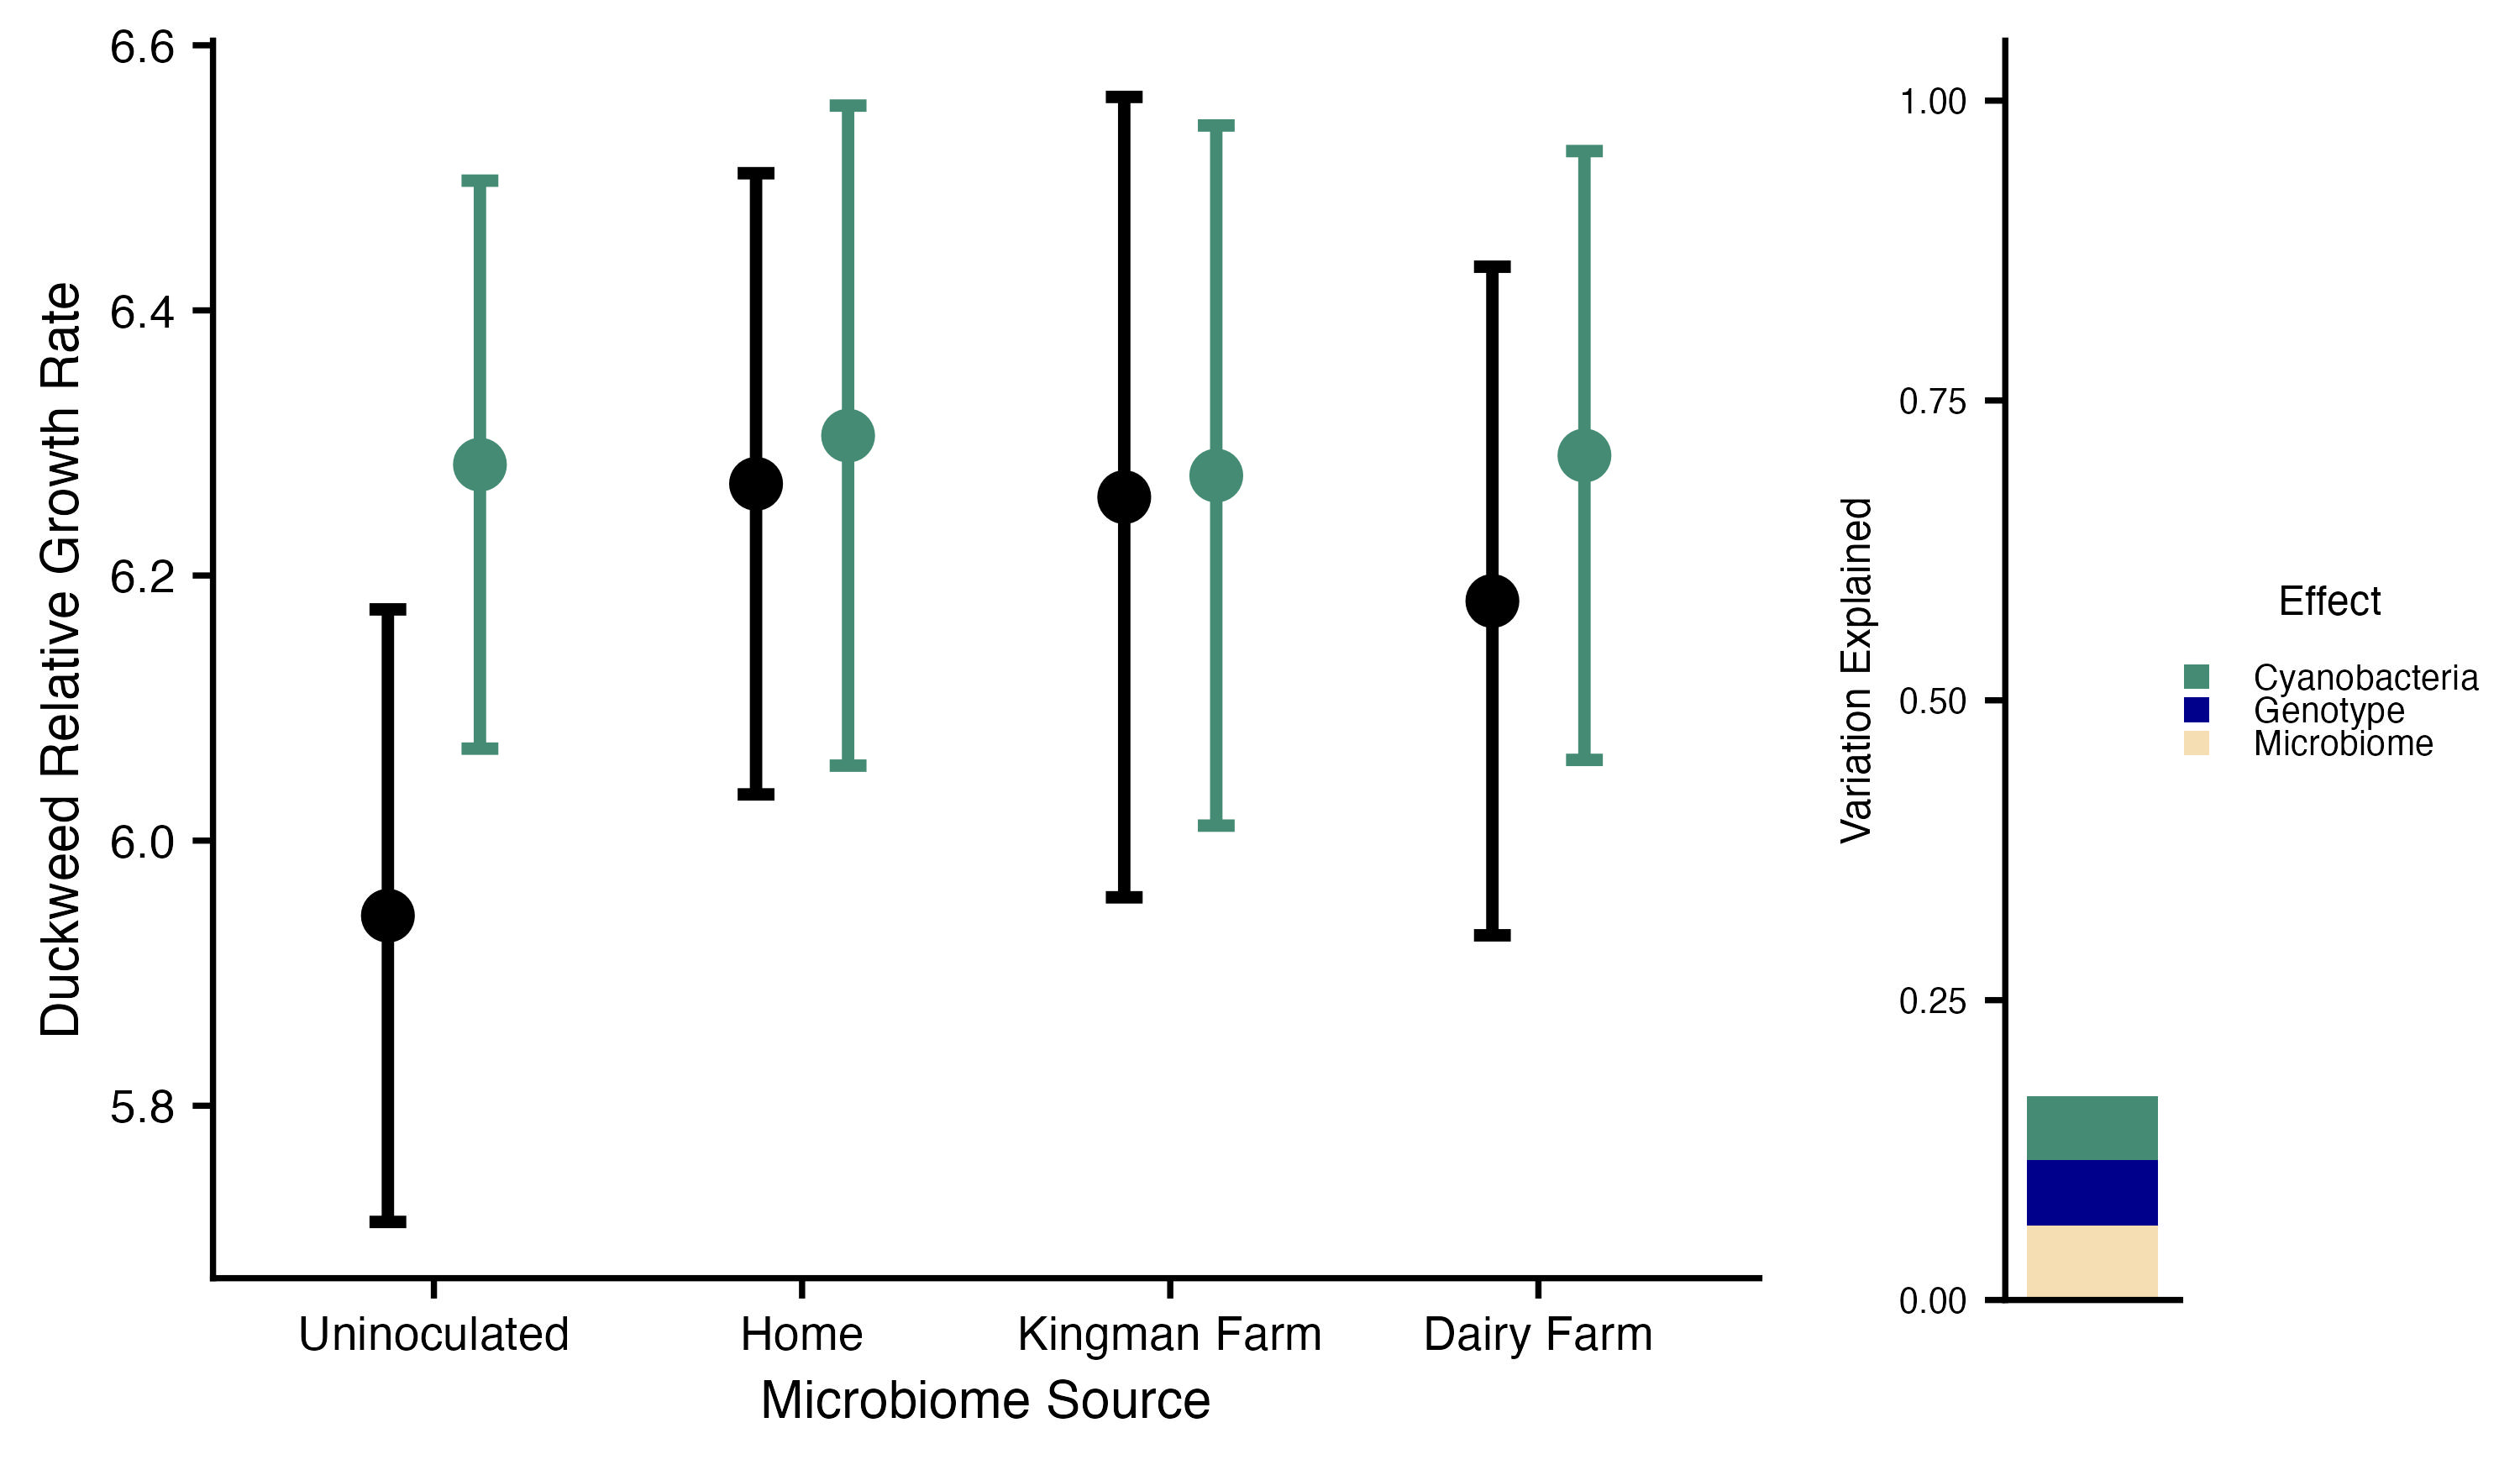 Duckweed Relative Growth Rate
6.6
6.4
6.2
6.0
5.8
Uninoculated
Home
Kingman Farm
Dairy Farm
Microbiome Source
Variation Explained
1.00
0.75
0.50
0.25
0.00
Effect
Cyanobacteria
Genotype
Microbiome